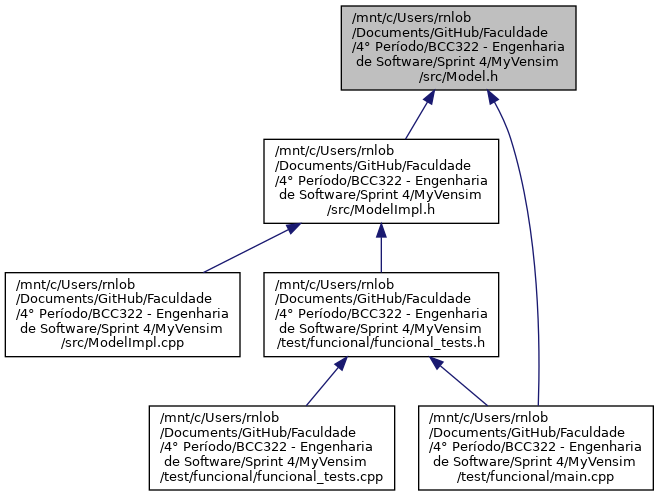 /mnt/c/Users/rnlob
/Documents/GitHub/Faculdade
/4° Período/BCC322 - Engenharia
de Software/Sprint 4/MyVensim
/src/Model.h
/mnt/c/Users/rnlob
/Documents/GitHub/Faculdade
/4° Período/BCC322 - Engenharia
de Software/Sprint 4/MyVensim
/src/ModelImpl.h
/mnt/c/Users/rnlob
/Documents/GitHub/Faculdade
/4° Período/BCC322 - Engenharia
de Software/Sprint 4/MyVensim
/src/ModelImpl.cpp
/mnt/c/Users/rnlob
/Documents/GitHub/Faculdade
/4° Período/BCC322 - Engenharia
de Software/Sprint 4/MyVensim
/test/funcional/funcional_tests.h
/mnt/c/Users/rnlob
/Documents/GitHub/Faculdade
/4° Período/BCC322 - Engenharia
de Software/Sprint 4/MyVensim
/test/funcional/funcional_tests.cpp
/mnt/c/Users/rnlob
/Documents/GitHub/Faculdade
/4° Período/BCC322 - Engenharia
de Software/Sprint 4/MyVensim
/test/funcional/main.cpp